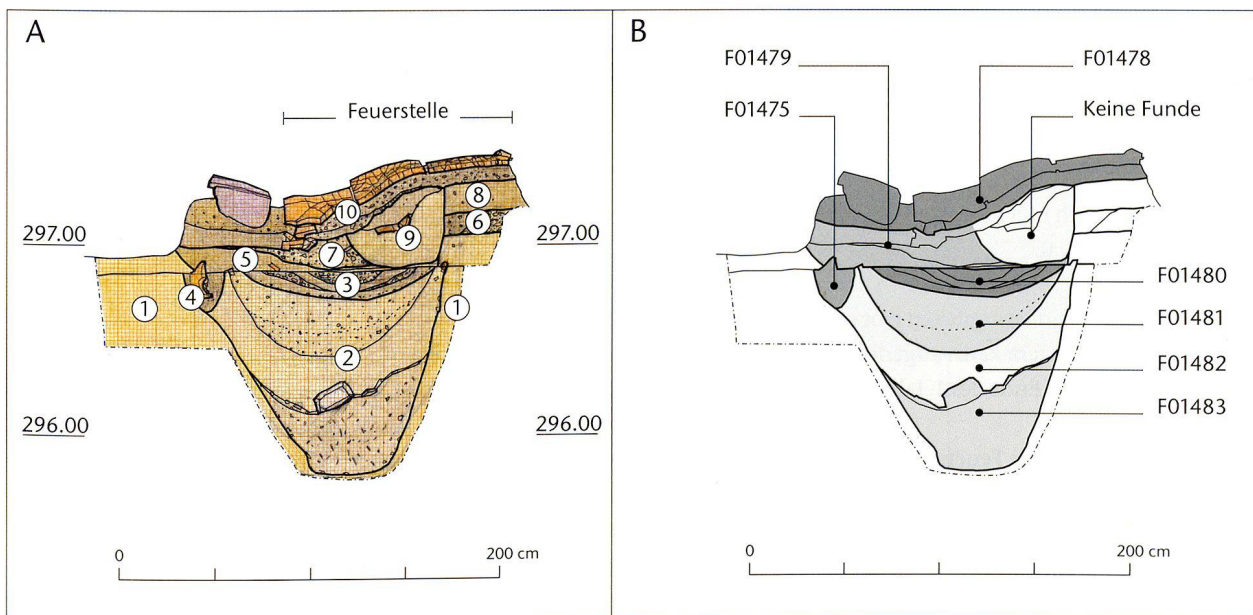 A
Feuerstelle
10
8
6
9
7
5
3
4
1
1
2
297.00
297.00
296.00
296.00
0
200 cm
B
F01479
F01478
F01475
Keine Funde
F01480
F01481
F01482
F01483
0
200 cm